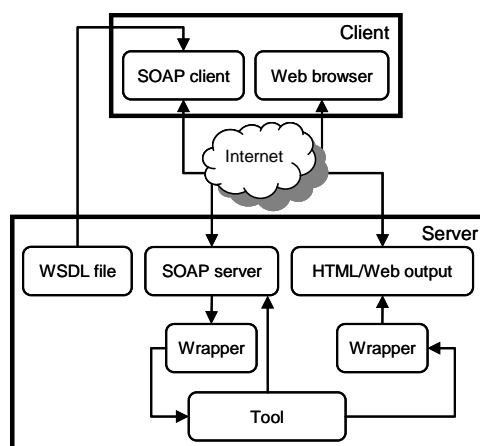 Client
SOAP client
Web browser
Internet
Server
WSDL file
SOAP server
HTML/Web output
Wrapper
Wrapper
Tool